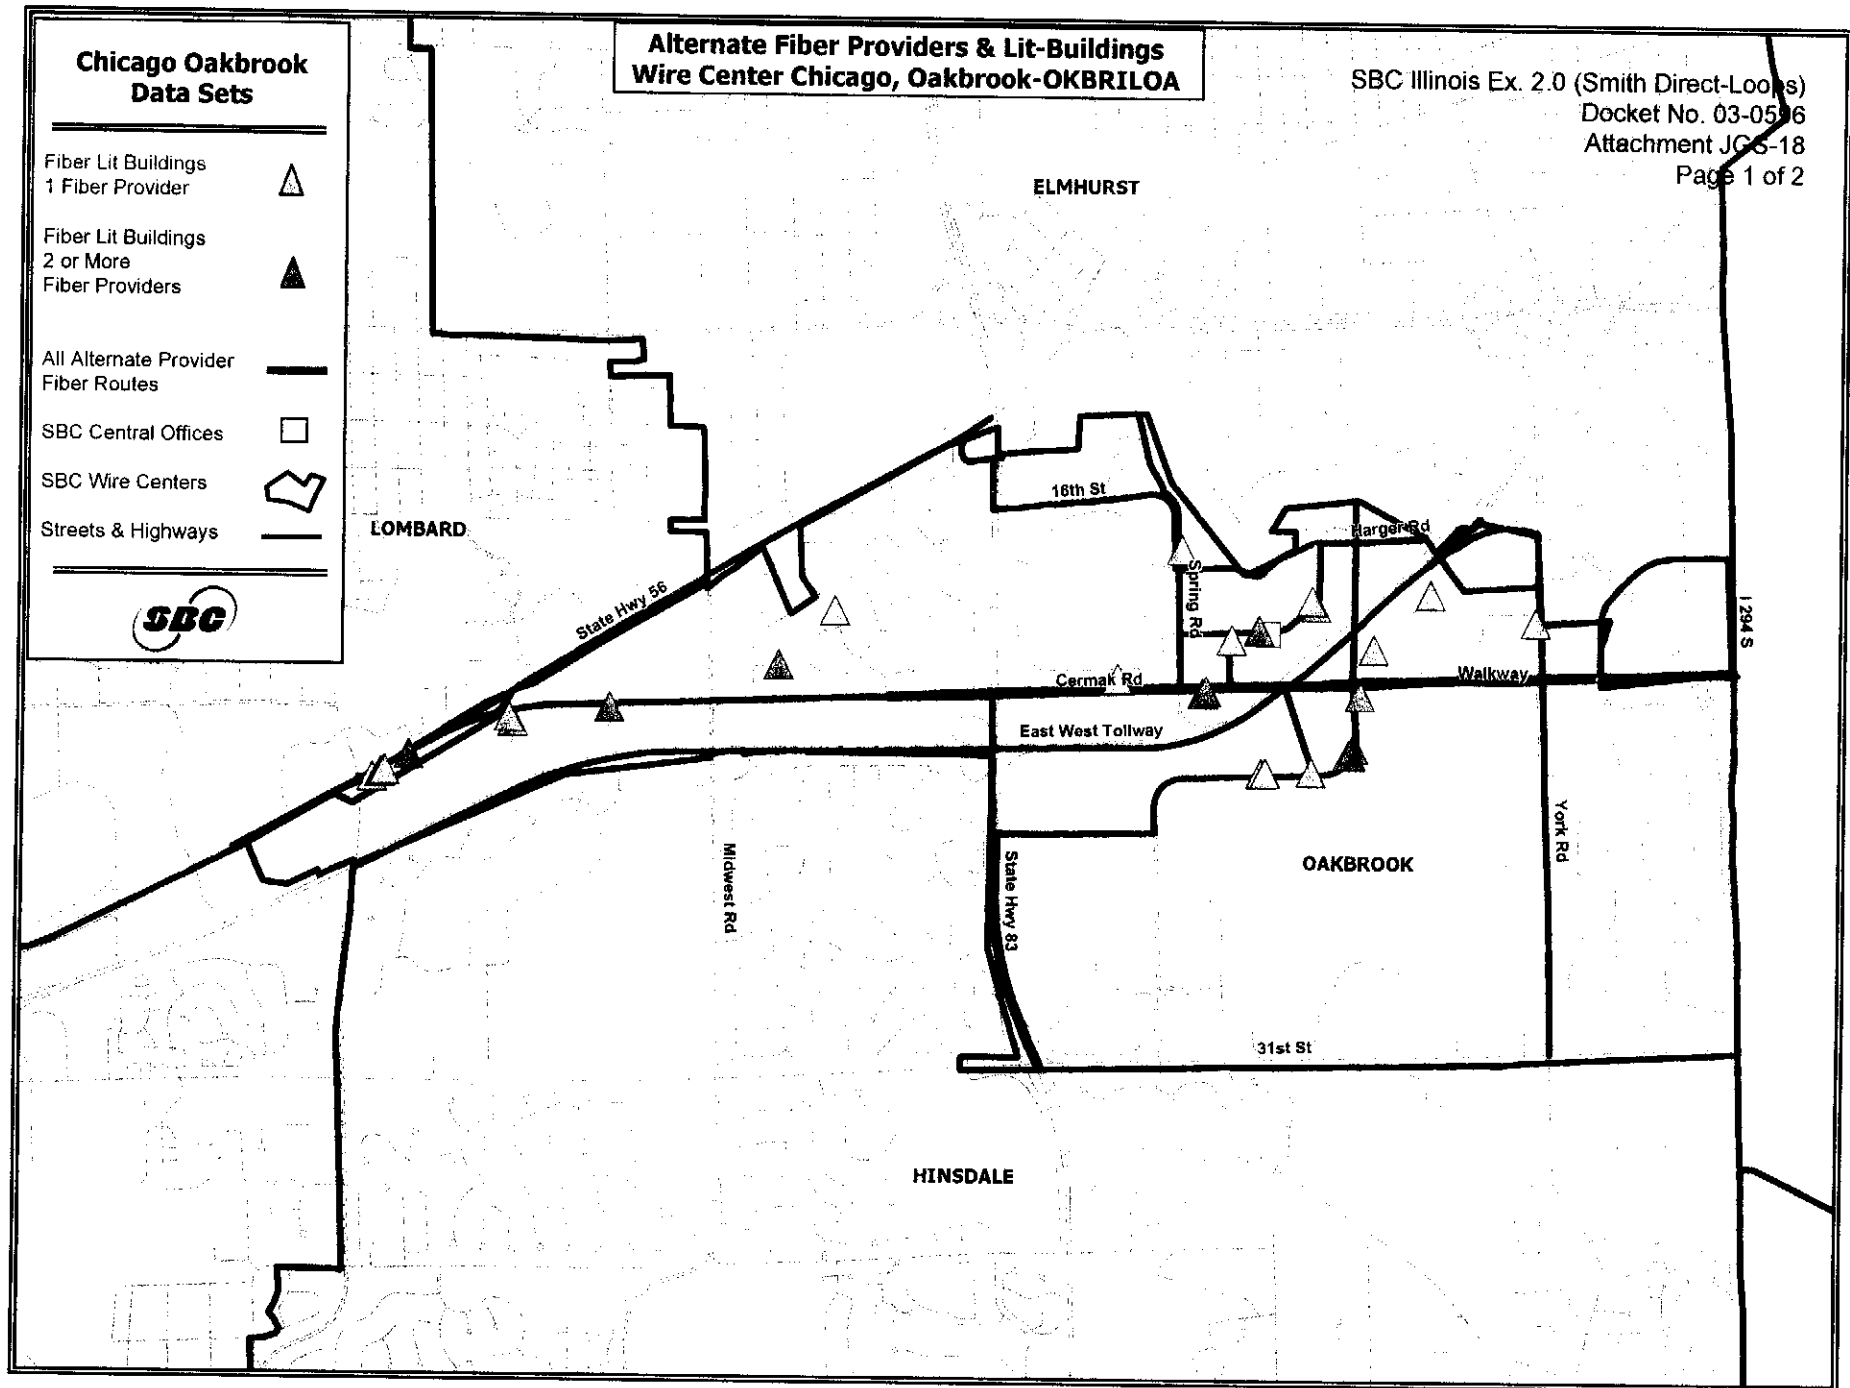 Chicago Oakbrook
Data Sets
Fiber Lit Buildings
1 Fiber Provider
Fiber Lit Buildings
2 or More
Fiber Providers
All Alternate Provider
Fiber Routes
SBC Central Offices
SBC Wire Centers
Streets & Highways
SBC
Alternate Fiber Providers & Lit-Buildings
Wire Center Chicago, Oakbrook-OKBRILOA
SBC Illinois Ex. 2.0 (Smith Direct-Loops)
Docket No. 03-0596
Attachment JGS-18
Page 1 of 2
ELMHURST
LOMBARD
16th St
Harger Rd
Spring Rd
State Hwy 56
I 294 S
Cermak Rd
Walkway
East West Tollway
York Rd
Midwest Rd
State Hwy 83
OAKBROOK
31st St
HINSDALE